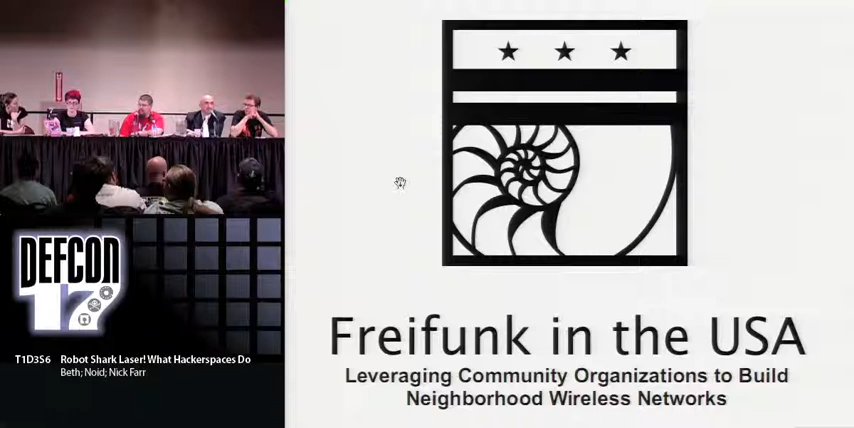 DEFCON
17
T1D3S6 Robot Shark Laser! What Hackerspaces Do
Beth; Noid; Nick Farr
Freifunk in the USA
Leveraging Community Organizations to Build
Neighborhood Wireless Networks